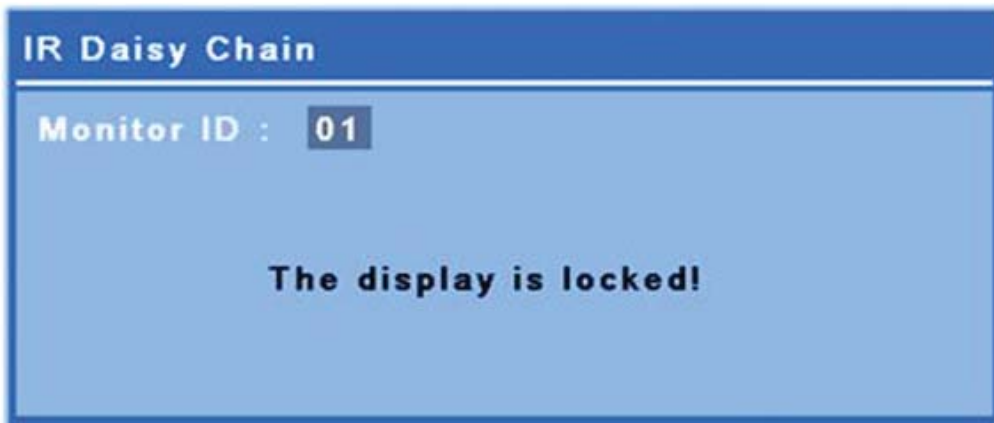 IR Daisy Chain
Monitor ID : 01
The display is locked!